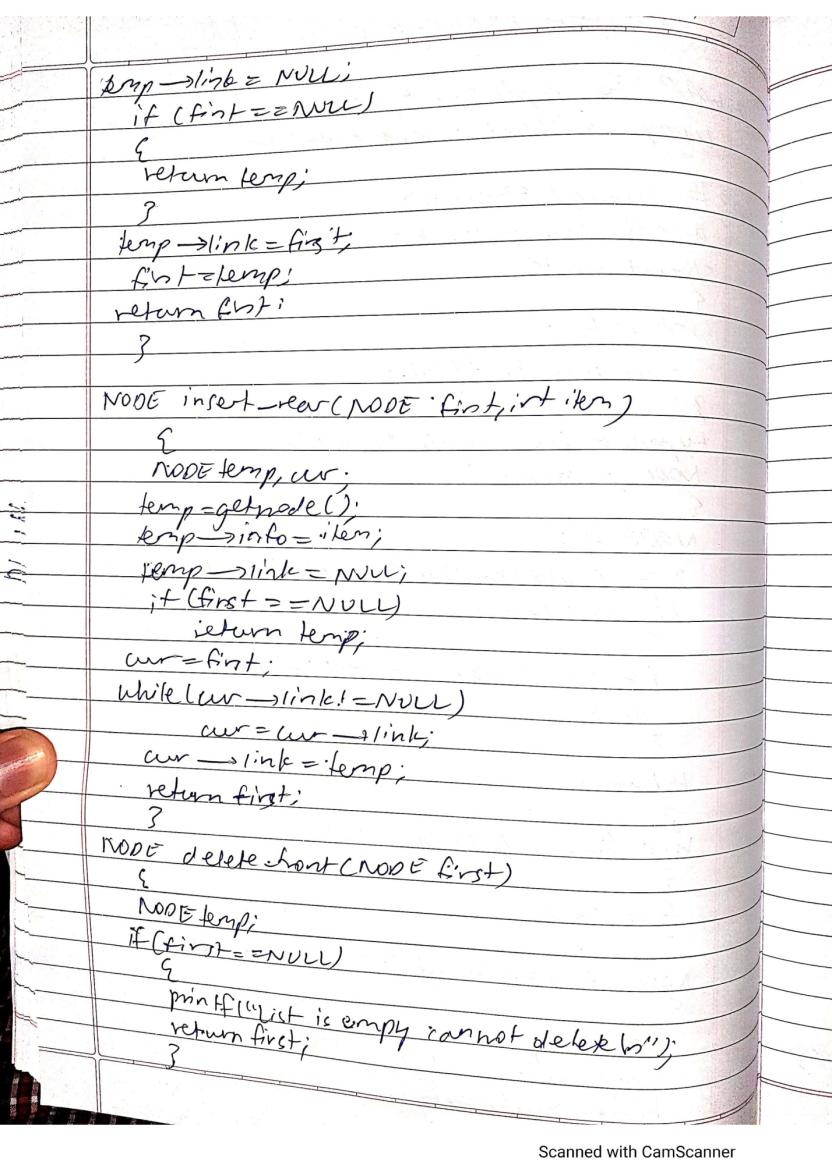 temp →link = NULL;
if (first == NULL)
{
return temp;
}
temp →link = first;
first = temp;
return first;
}
NODE insert_rear(NODE first, int item)
{
NODE temp, cur;
temp = getnode();
temp →info = item;
temp →link = NULL;
if (first == NULL)
return temp;
cur = first;
while(cur →link != NULL)
cur = cur →link;
cur →link = temp;
return first;
}
NODE delete_front(NODE first)
{
NODE temp;
if (first == NULL)
{
printf("List is empy cannot delete \n");
return first;
}
Scanned with CamScanner